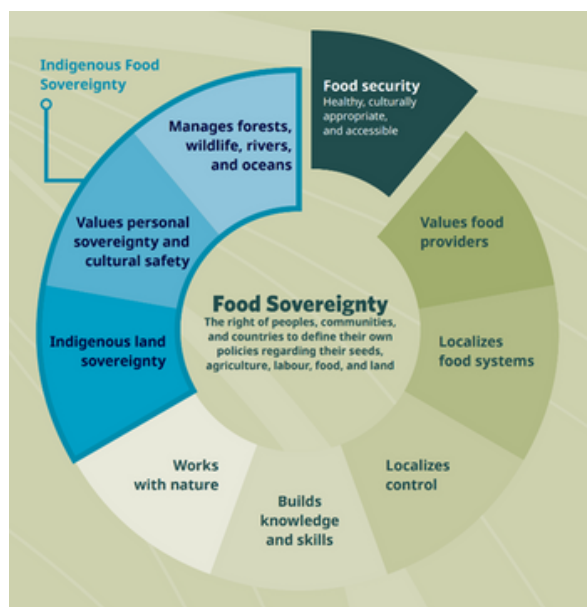 Indigenous Food
Sovereignty
Food security
Healthy, culturally
appropriate,
and accessible
Manages forests,
wildlife, rivers,
and oceans
Values food
providers
Values personal
sovereignty and
cultural safety
Food Sovereignty
The right of peoples, communities,
and countries to define their own
policies regarding their seeds,
agriculture, labour, food, and land
Indigenous land
sovereignty
Localizes
food systems
Works
with nature
Localizes
control
Builds
knowledge
and skills